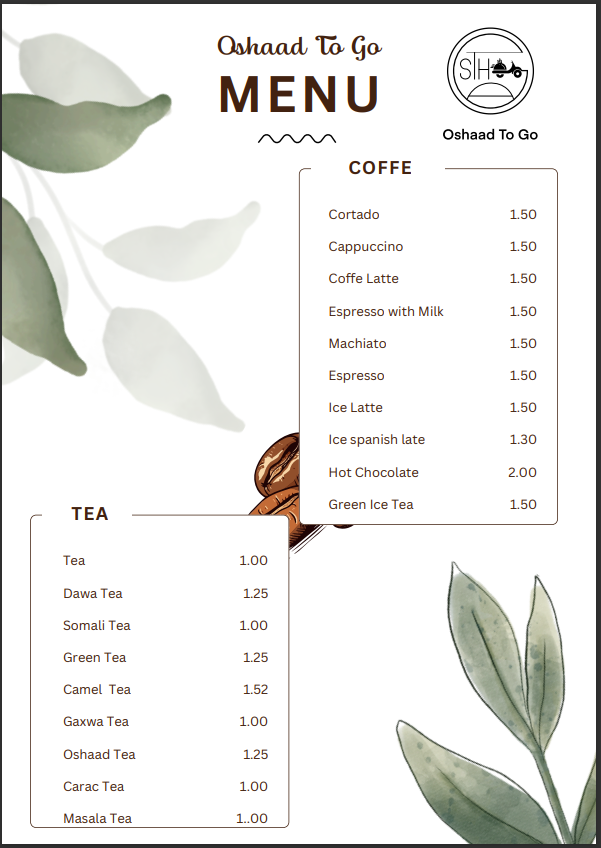 Oshaad To Go
MENU
STH
Oshaad To Go
COFFE
Cortado 1.50
Cappuccino 1.50
Coffe Latte 1.50
Espresso with Milk 1.50
Machiato 1.50
Espresso 1.50
Ice Latte 1.50
Ice spanish late 1.30
Hot Chocolate 2.00
Green Ice Tea 1.50
TEA
Tea 1.00
Dawa Tea 1.25
Somali Tea 1.00
Green Tea 1.25
Camel  Tea 1.52
Gaxwa Tea 1.00
Oshaad Tea 1.25
Carac Tea 1.00
Masala Tea 1..00